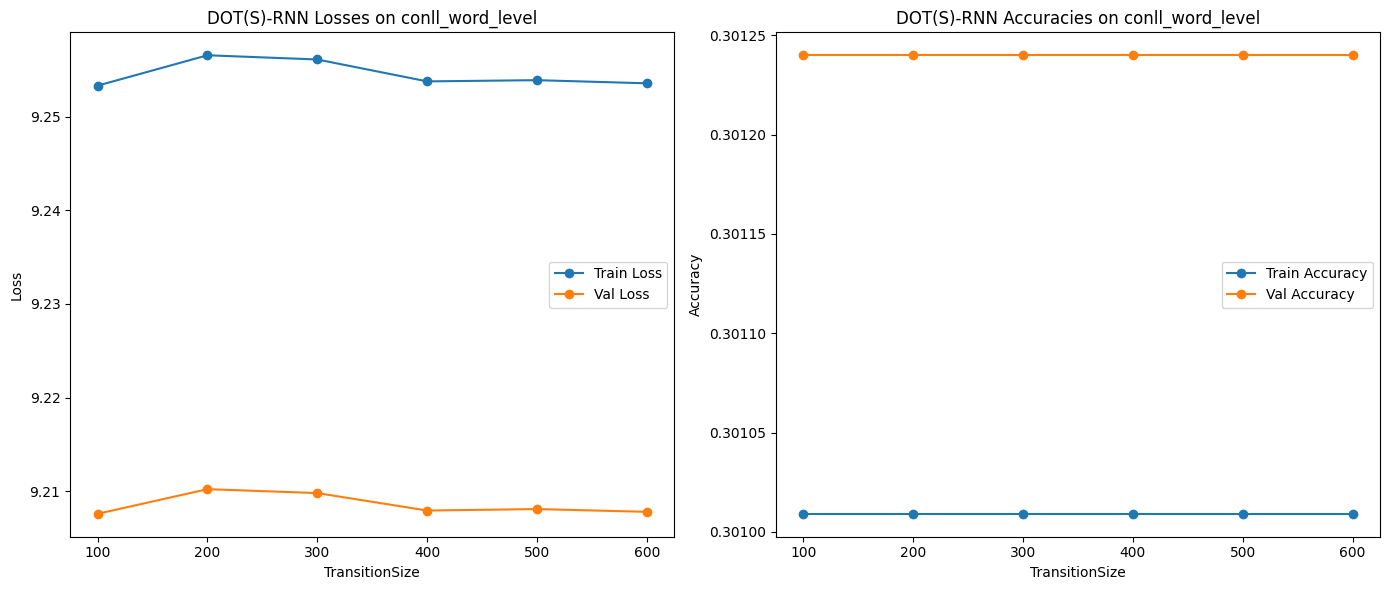 DOT(S)-RNN Losses on conll_word_level
Loss
9.25
9.24
9.23
9.22
9.21
Train Loss
Val Loss
100 200 300 400 500 600
TransitionSize
DOT(S)-RNN Accuracies on conll_word_level
Accuracy
0.30125
0.30120
0.30115
0.30110
0.30105
0.30100
Train Accuracy
Val Accuracy
100 200 300 400 500 600
TransitionSize